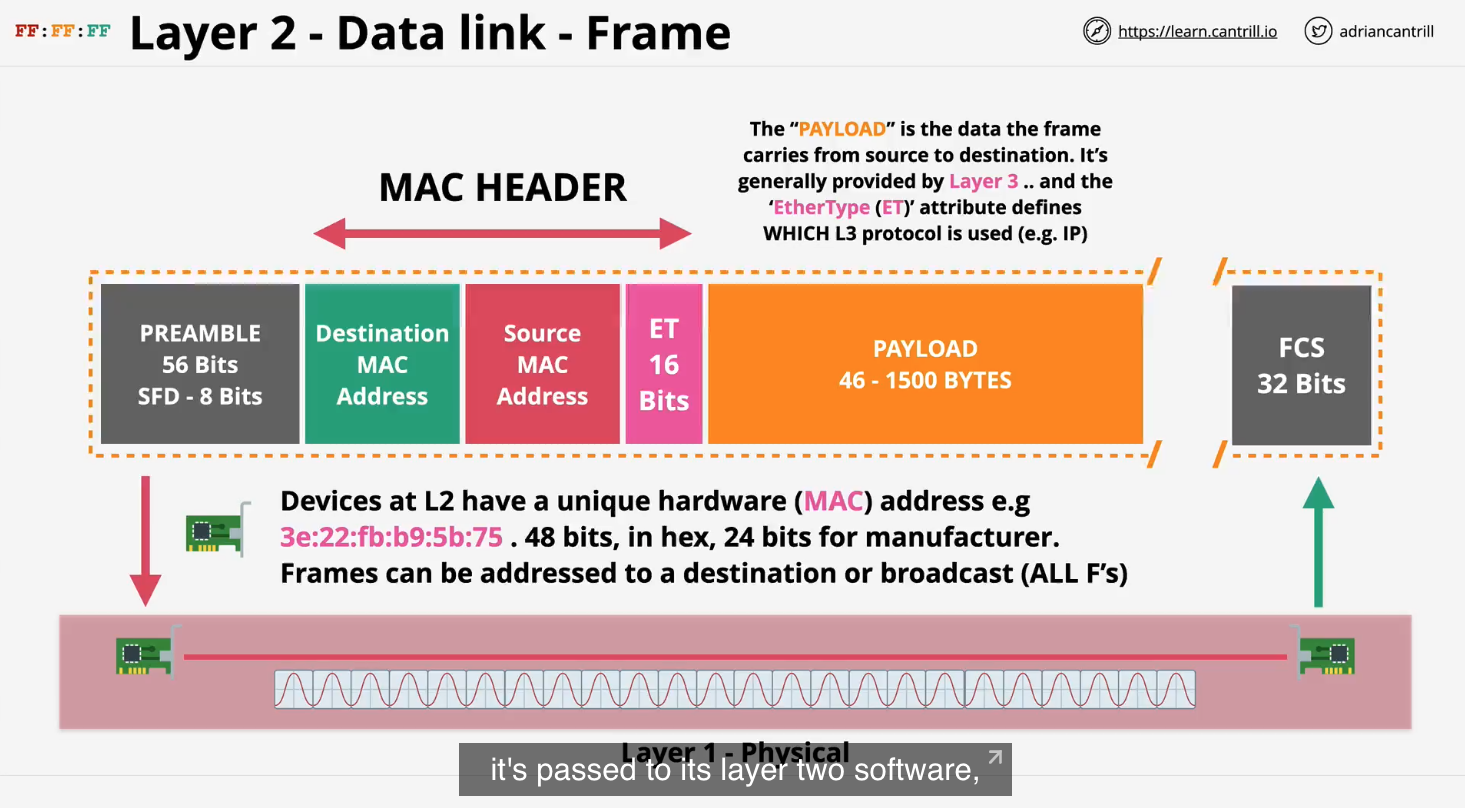 FF:FF:FF
Layer 2 - Data link - Frame
https://learn.cantrill.io
adriancantrill
The “PAYLOAD” is the data the frame
carries from source to destination. It’s
generally provided by Layer 3 .. and the
‘EtherType (ET)’ attribute defines
WHICH L3 protocol is used (e.g. IP)
MAC HEADER
PREAMBLE
56 Bits
SFD - 8 Bits
Destination
MAC
Address
Source
MAC
Address
ET
16
Bits
PAYLOAD
46 - 1500 BYTES
FCS
32 Bits
Devices at L2 have a unique hardware (MAC) address e.g
3e:22:fb:b9:5b:75 . 48 bits, in hex, 24 bits for manufacturer.
Frames can be addressed to a destination or broadcast (ALL F’s)
Layer 1 - Physical
it's passed to its layer two software,